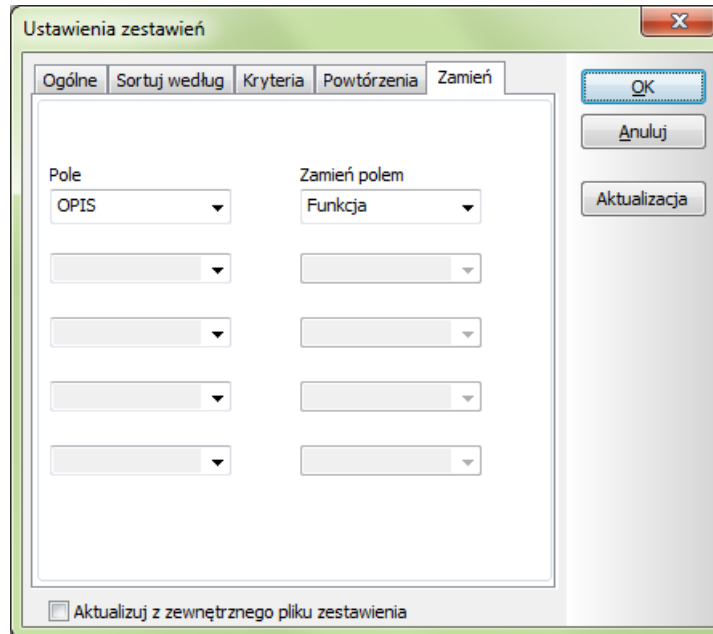 Ustawienia zestawień
Ogólne Sortuj według Kryteria Powtórzenia Zamień
OK
Anuluj
Aktualizacja
Pole Zamień polem
OPIS Funkcja
Aktualizuj z zewnętrznego pliku zestawienia